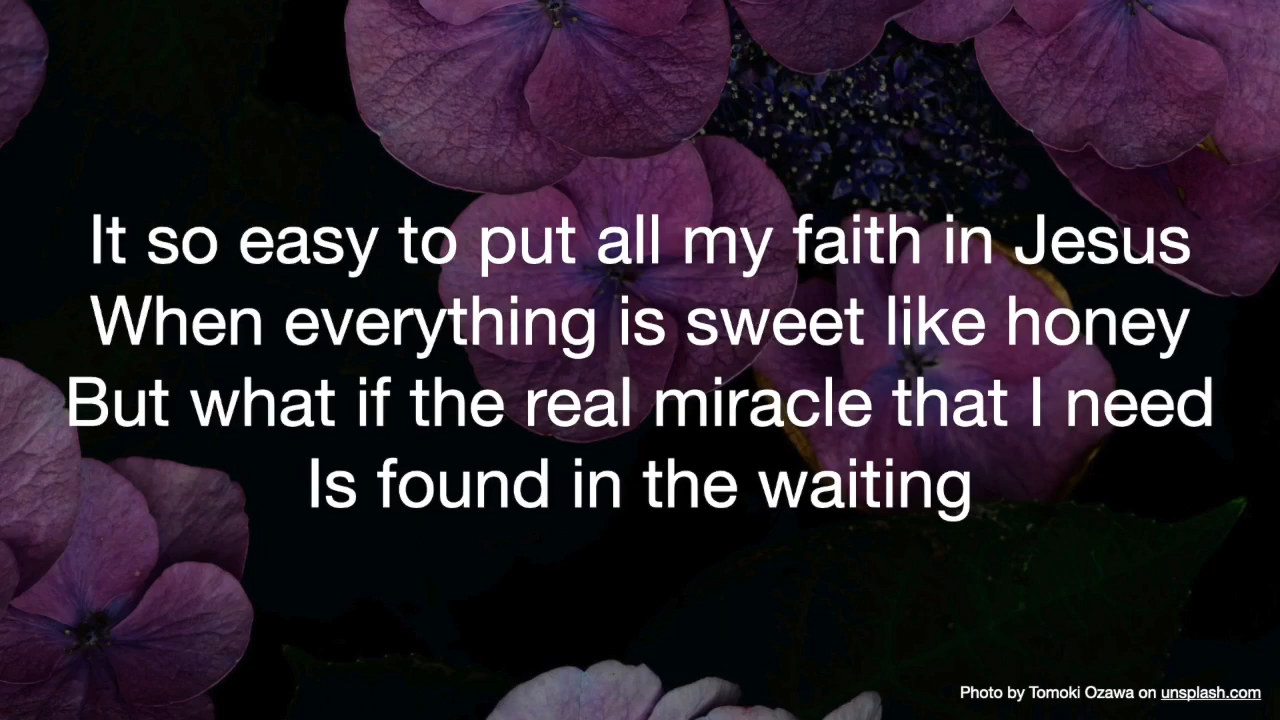 It so easy to put all my faith in Jesus
When everything is sweet like honey
But what if the real miracle that I need
Is found in the waiting
Photo by Tomoki Ozawa on unsplash.com